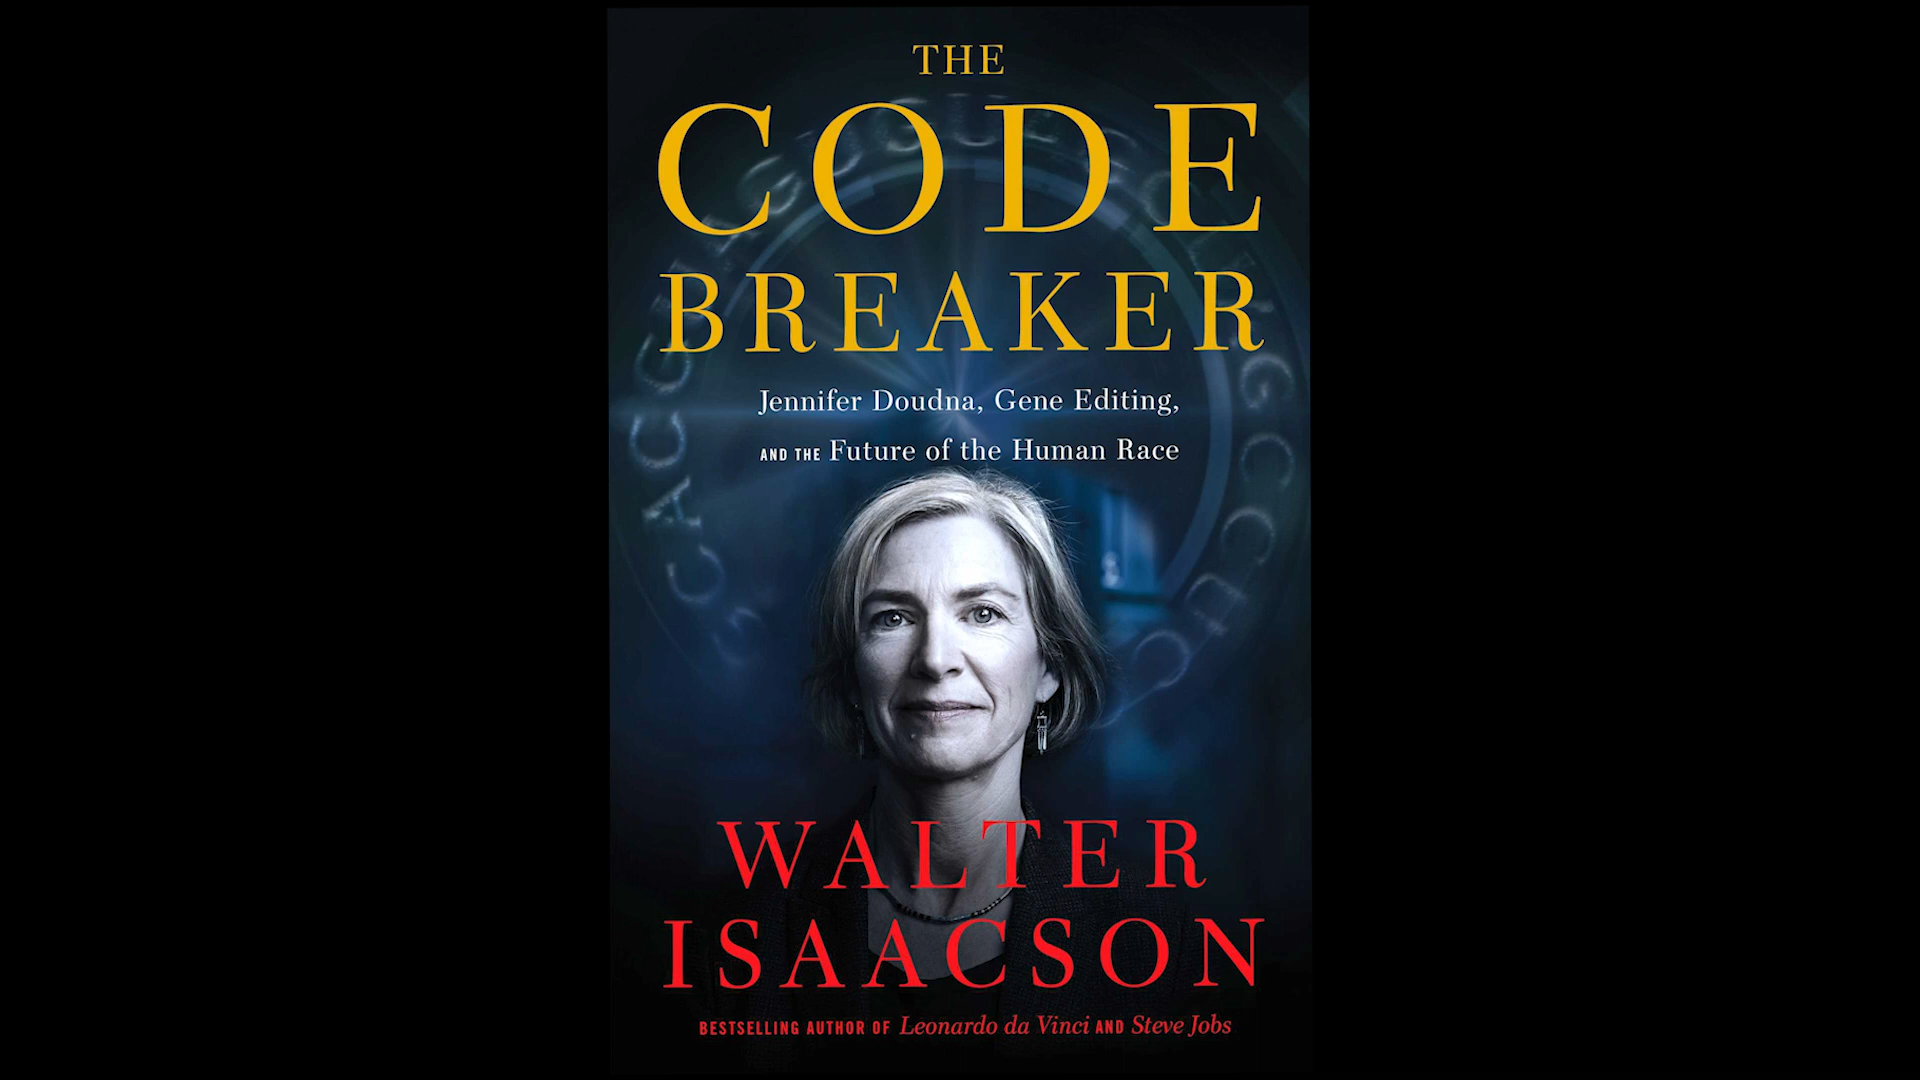 THE
CODE
BREAKER
Jennifer Doudna, Gene Editing,
AND THE Future of the Human Race
WALTER
ISAACSON
BESTSELLING AUTHOR OF Leonardo da Vinci AND Steve Jobs